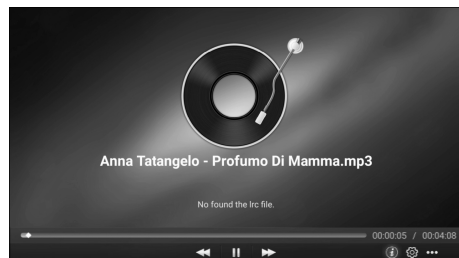 Anna Tatangelo - Profumo Di Mamma.mp3
No found the lrc file.
00:00:05 / 00:04:08